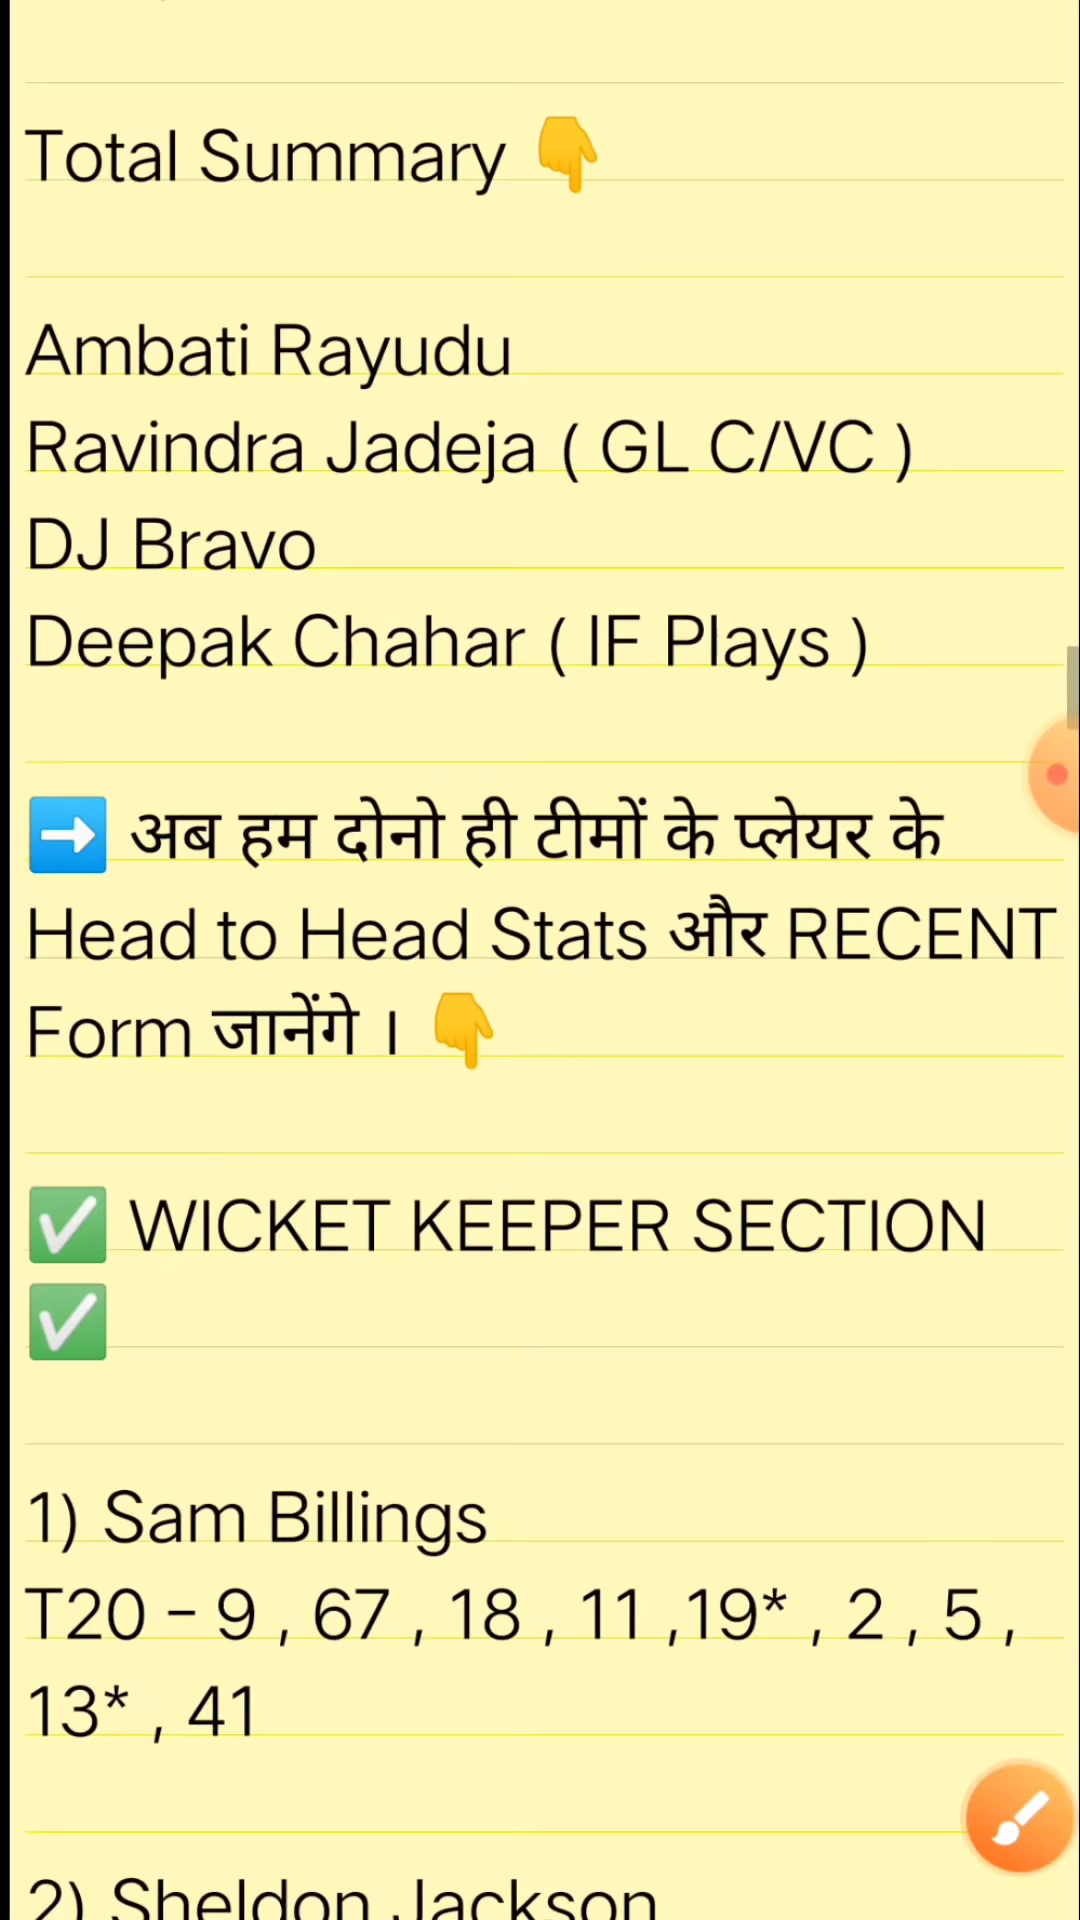 Total Summary 👇
Ambati Rayudu
Ravindra Jadeja ( GL C/VC )
DJ Bravo
Deepak Chahar ( IF Plays )
➡️ अब हम दोनो ही टीमों के प्लेयर के
Head to Head Stats और RECENT
Form जानेंगे । 👇
✅ WICKET KEEPER SECTION
✅
1) Sam Billings
T20 - 9 , 67 , 18 , 11 ,19* , 2 , 5 ,
13* , 41
2) Sheldon Jackson